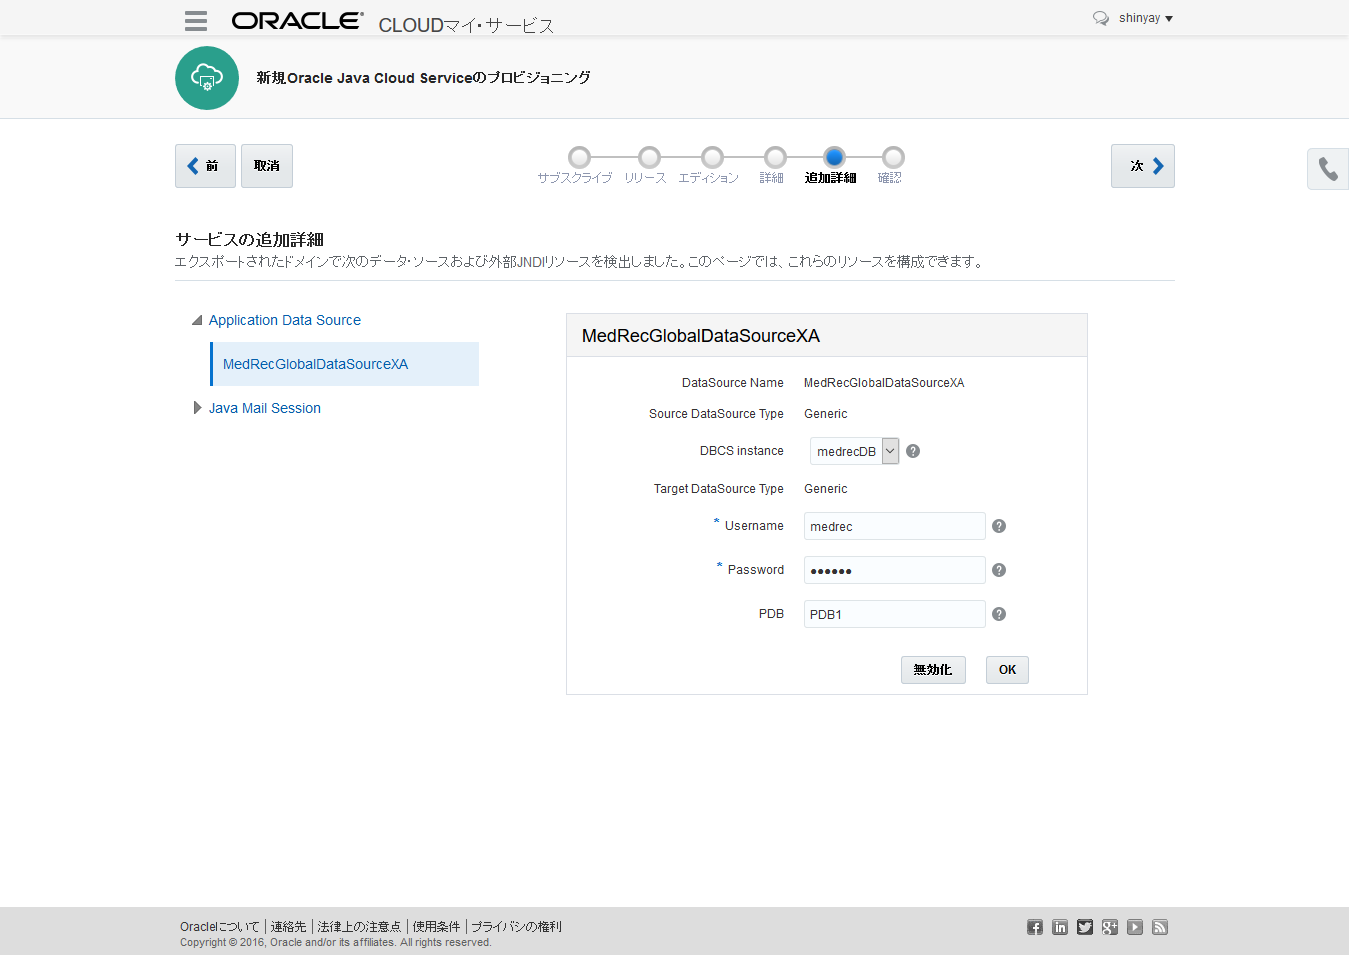 ORACLE CLOUDマイ・サービス shinyay
新規Oracle Java Cloud Serviceのプロビジョニング
前 取消 次
サブスクライブ リリース エディション 詳細 追加詳細 確認
サービスの追加詳細
エクスポートされたドメインで次のデータ・ソースおよび外部JNDIリソースを検出しました。このページでは、これらのリソースを構成できます。
Application Data Source
MedRecGlobalDataSourceXA
Java Mail Session
MedRecGlobalDataSourceXA
DataSource Name MedRecGlobalDataSourceXA
Source DataSource Type Generic
DBCS instance medrecDB ?
Target DataSource Type Generic
* Username medrec ?
* Password ●●●●●● ?
PDB PDB1 ?
無効化 OK
Oracleについて | 連絡先 | 法律上の注意点 | 使用条件 | プライバシの権利
Copyright © 2016, Oracle and/or its affiliates. All rights reserved.